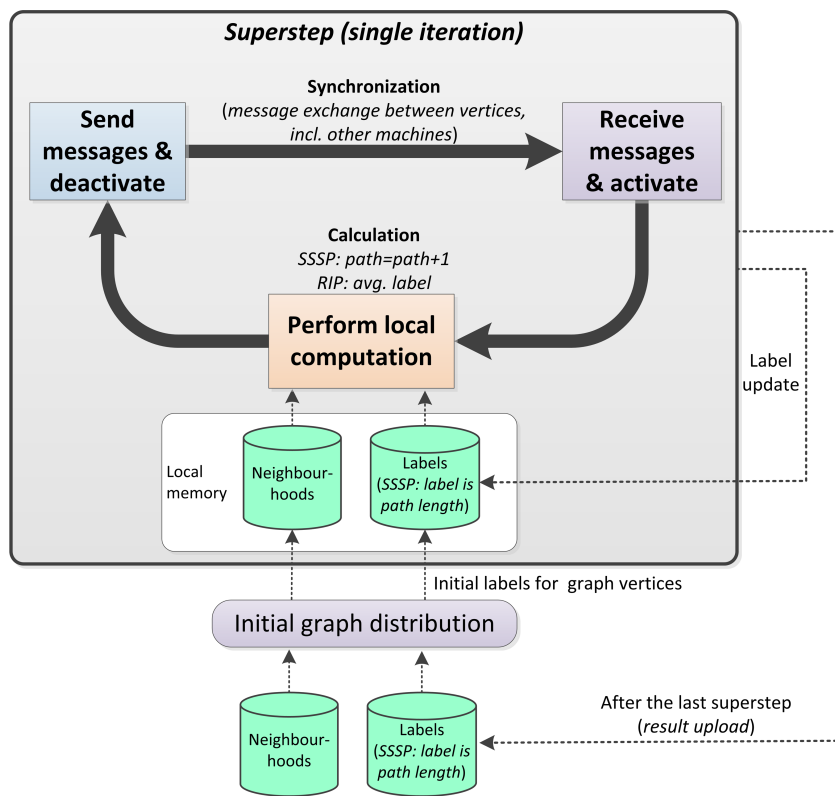 Superstep (single iteration)
Synchronization
(message exchange between vertices,
incl. other machines)
Send
messages &
deactivate
Receive
messages
& activate
Calculation
SSSP: path=path+1
RIP: avg. label
Perform local
computation
Label
update
Local
memory
Neighbour-
hoods
Labels
(SSSP: label is
path length)
Initial labels for graph vertices
Initial graph distribution
Neighbour-
hoods
Labels
(SSSP: label is
path length)
After the last superstep
(result upload)